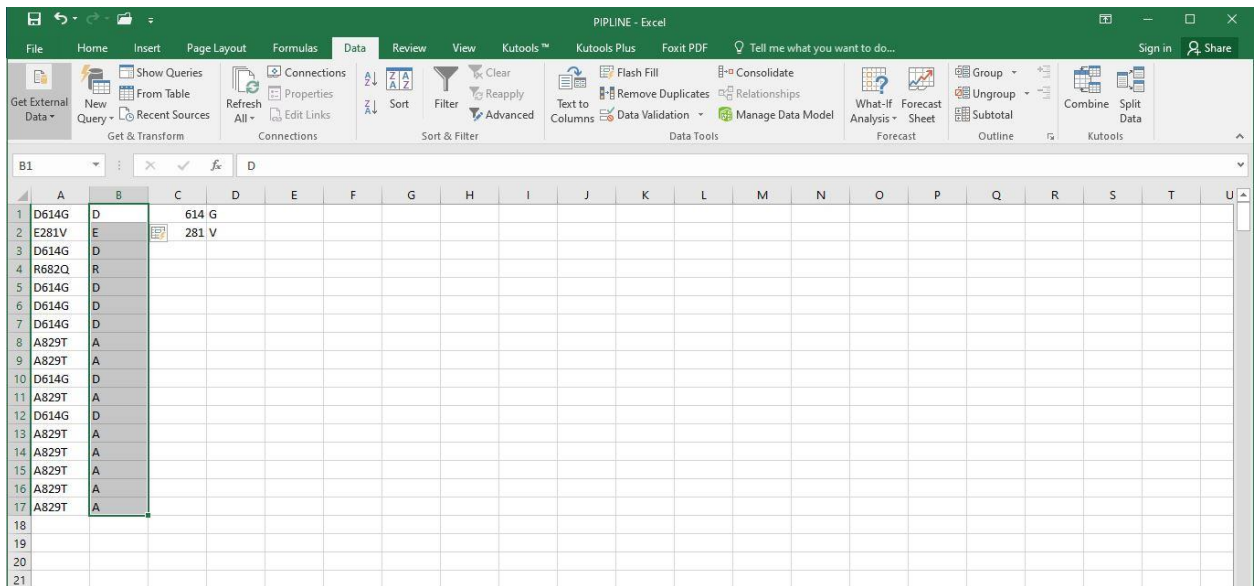 PIPLINE - Excel
File Home Insert Page Layout Formulas Data Review View Kutools ™ Kutools Plus Foxit PDF Tell me what you want to do... Sign in Share
Show Queries Connections Clear Flash Fill Consolidate Group
From Table Properties Reapply Remove Duplicates Relationships Ungroup
Get External Data New Query Recent Sources Refresh All Edit Links Sort Filter Advanced Text to Columns Data Validation Manage Data Model What-If Analysis Forecast Sheet Subtotal Combine Split Data
Get & Transform Connections Sort & Filter Data Tools Forecast Outline Kutools
B1 fx D
A B C D E F G H I J K L M N O P Q R S T U
1 D614G D 614 G
2 E281V E 281 V
3 D614G D
4 R682Q R
5 D614G D
6 D614G D
7 D614G D
8 A829T A
9 A829T A
10 D614G D
11 A829T A
12 D614G D
13 A829T A
14 A829T A
15 A829T A
16 A829T A
17 A829T A
18
19
20
21